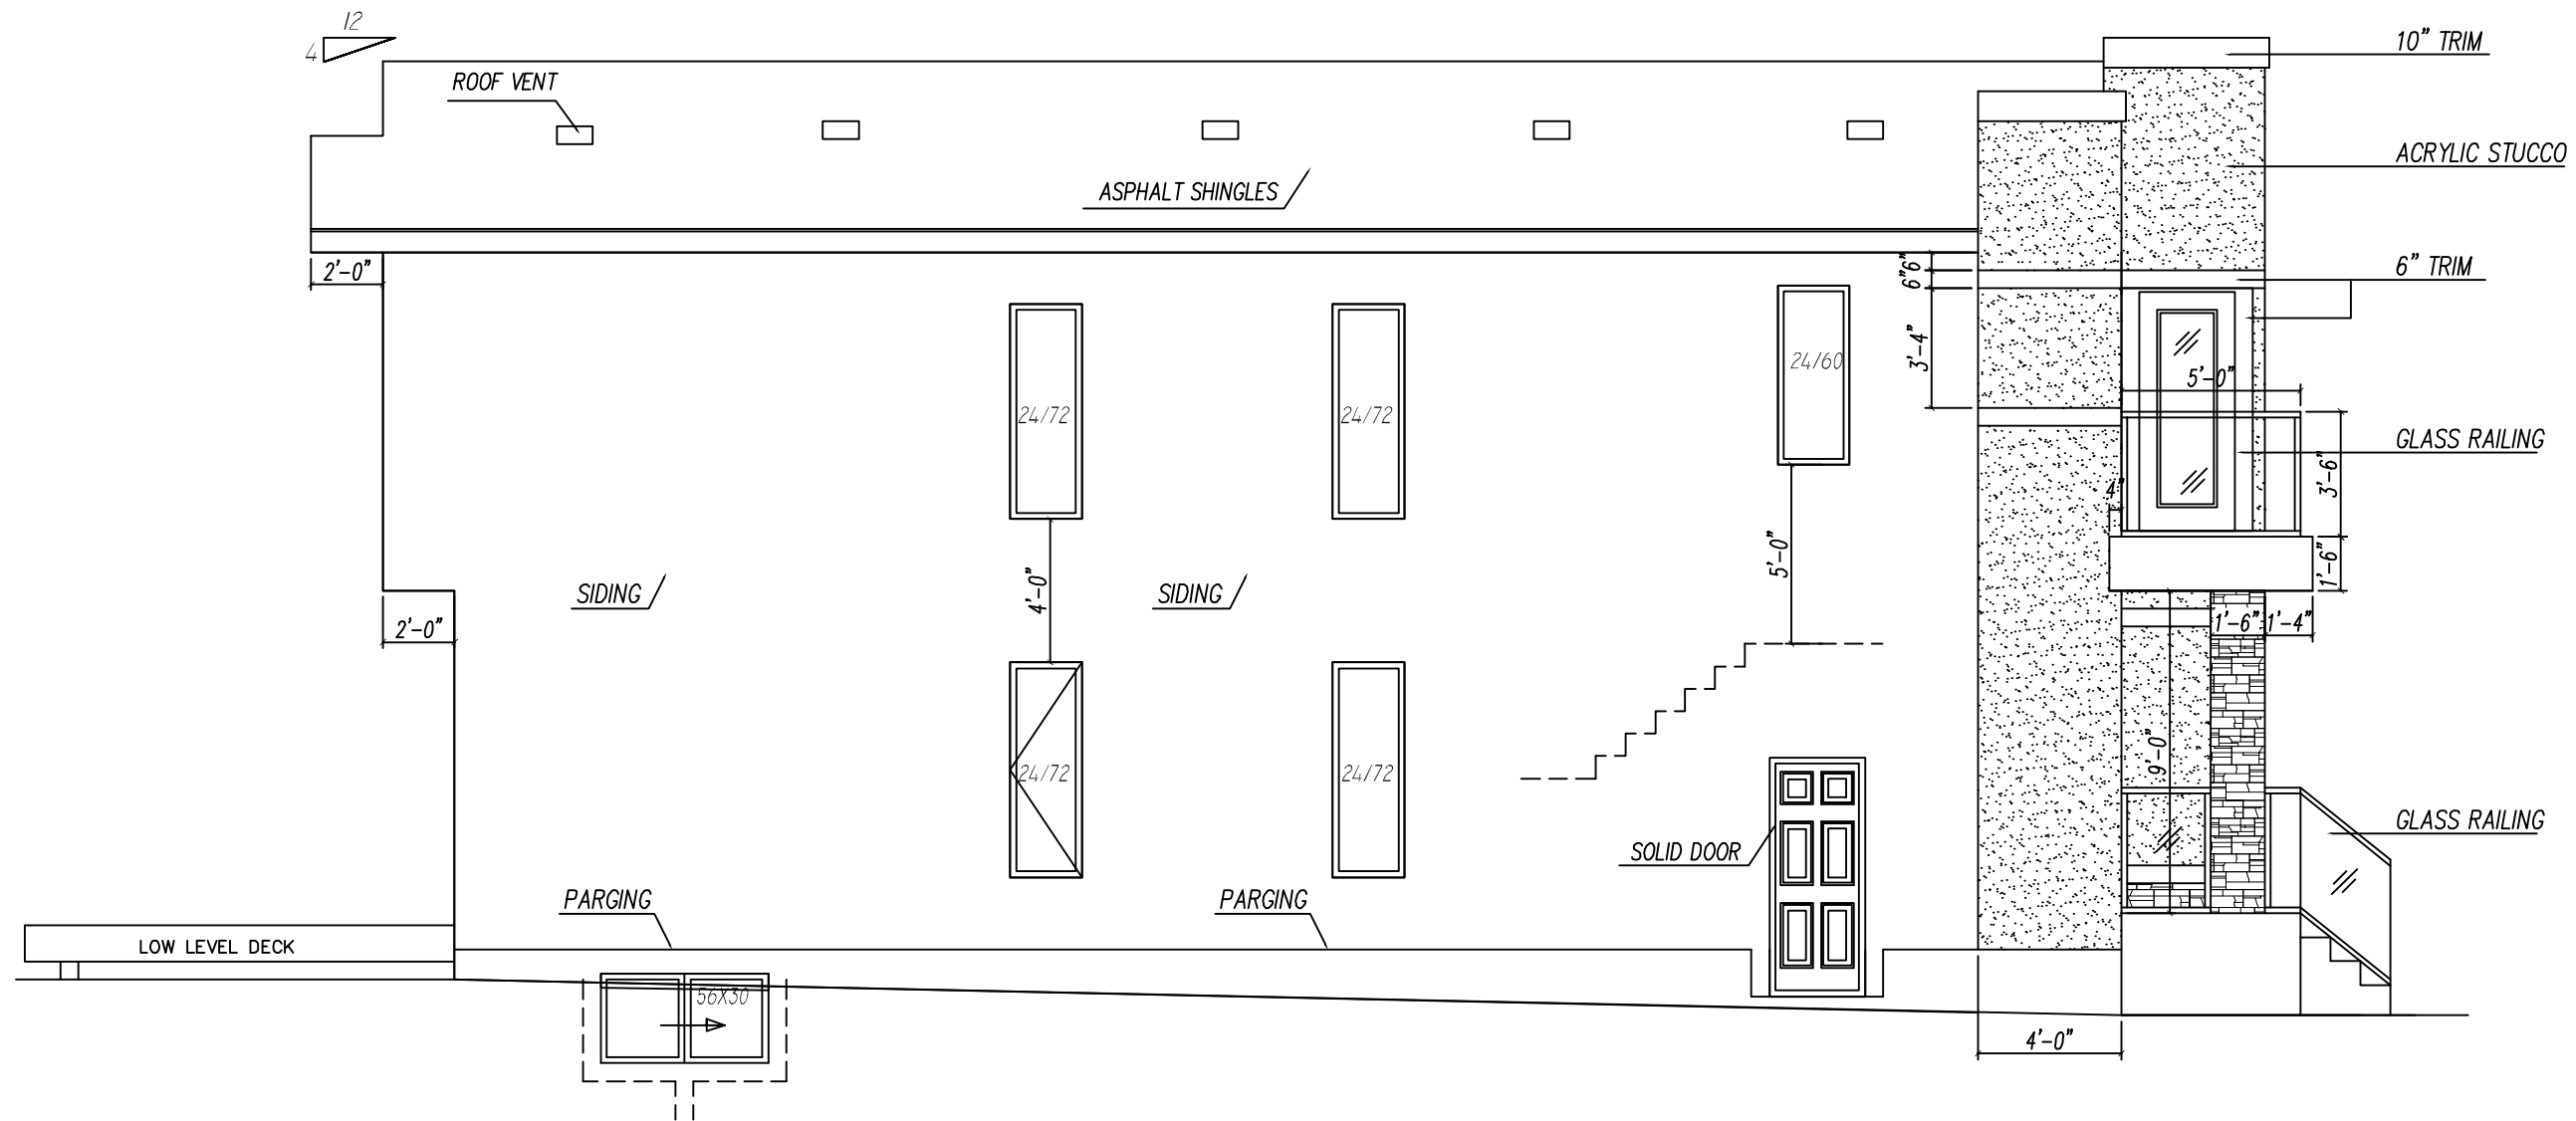 12
4
10” TRIM
ROOF VENT
ACRYLIC STUCCO
ASPHALT SHINGLES
2’-0”
6”
6”
6” TRIM
3’-4”
24/60
5’-0”
24/72
24/72
GLASS RAILING
3’-6”
4”
5’-0”
1’-6”
4’-0”
SIDING
SIDING
2’-0”
1’-6”
1’-4”
9’-0”
24/72
24/72
GLASS RAILING
SOLID DOOR
PARGING
PARGING
LOW LEVEL DECK
56X30
4’-0”